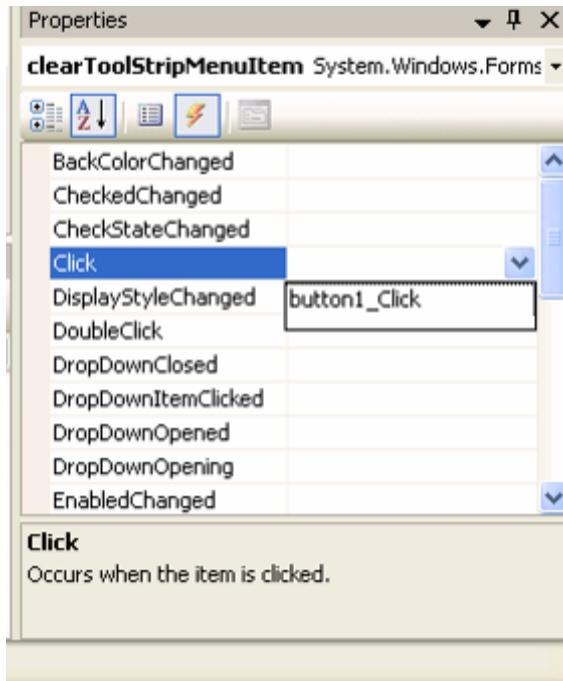 Properties
clearToolStripMenuItem System.Windows.Forms
BackColorChanged
CheckedChanged
CheckStateChanged
Click
DisplayStyleChanged button1_Click
DoubleClick
DropDownClosed
DropDownItemClicked
DropDownOpened
DropDownOpening
EnabledChanged
Click
Occurs when the item is clicked.